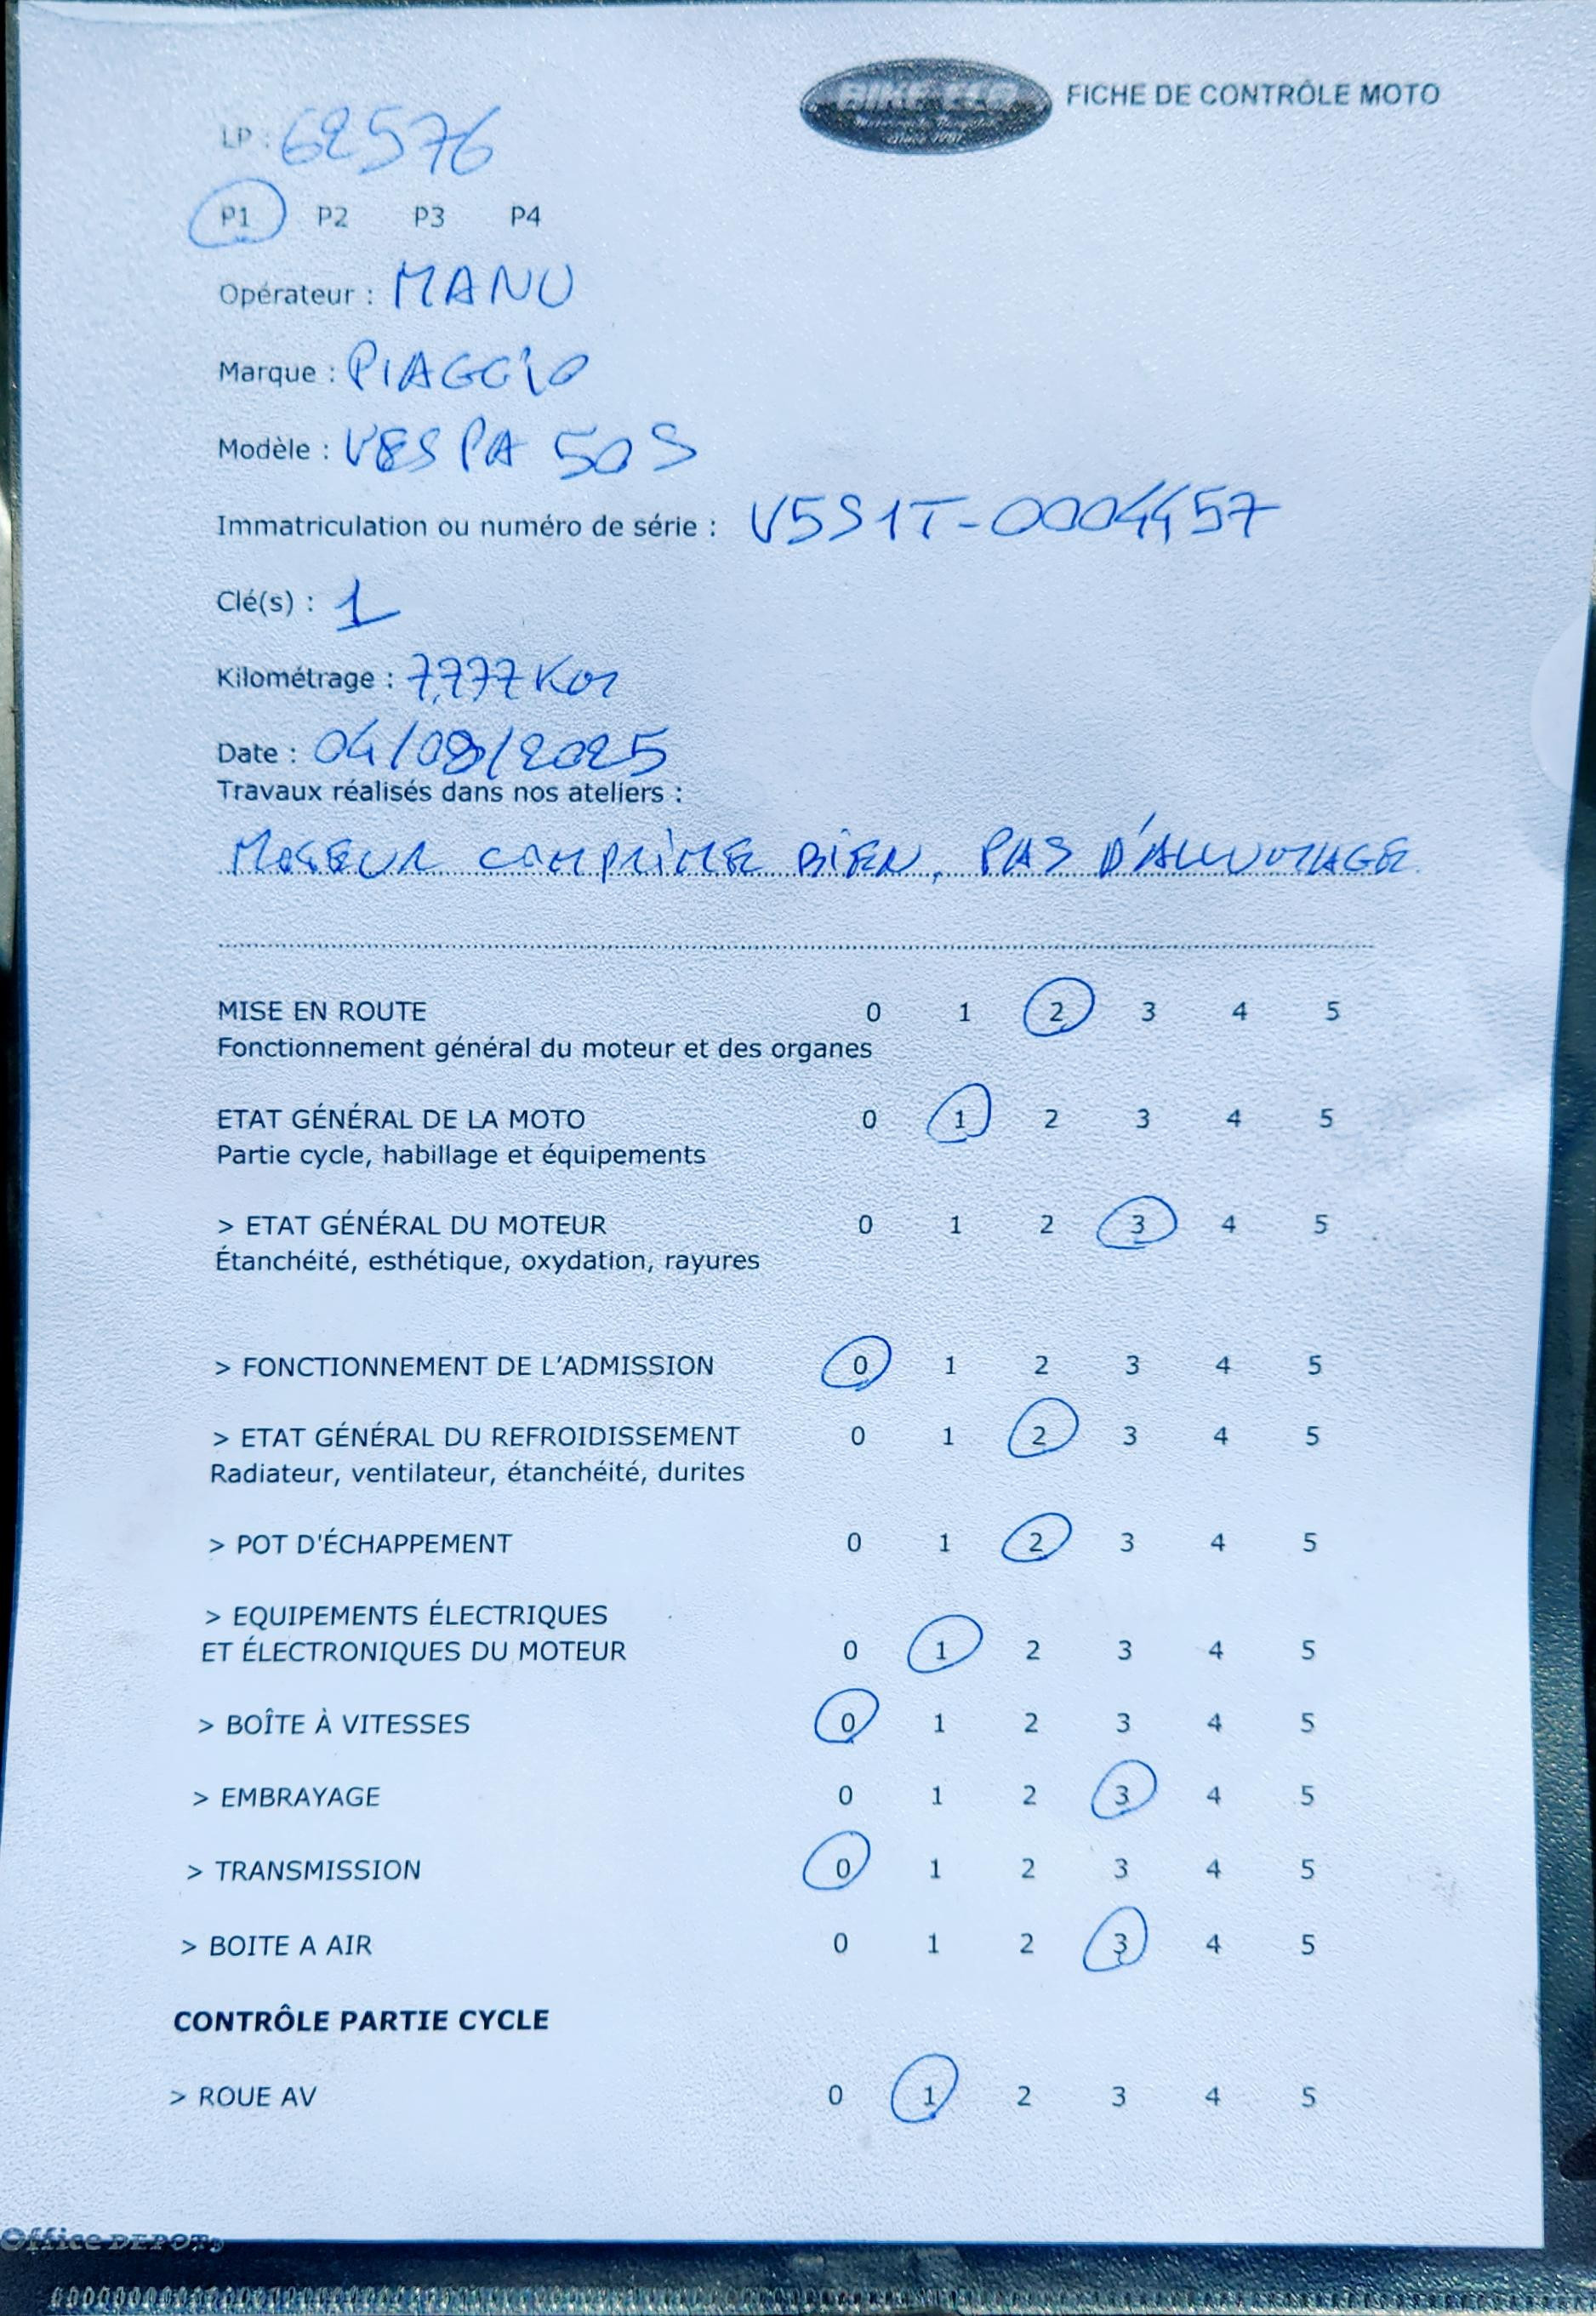 BIKE ECO
FICHE DE CONTRÔLE MOTO
LP : 62576
P1 P2 P3 P4
Opérateur : MANU
Marque : PIAGGIO
Modèle : VESPA 50S
Immatriculation ou numéro de série : V5S1T-0004457
Clé(s) : 1
Kilométrage : 7,777 Km
Date : 04/08/2025
Travaux réalisés dans nos ateliers :
MOTEUR COMPRIME BIEN, PAS D'ALLUMAGE
MISE EN ROUTE 0 1 2 3 4 5
Fonctionnement général du moteur et des organes
ETAT GÉNÉRAL DE LA MOTO 0 1 2 3 4 5
Partie cycle, habillage et équipements
> ETAT GÉNÉRAL DU MOTEUR 0 1 2 3 4 5
Étanchéité, esthétique, oxydation, rayures
> FONCTIONNEMENT DE L'ADMISSION 0 1 2 3 4 5
> ETAT GÉNÉRAL DU REFROIDISSEMENT 0 1 2 3 4 5
Radiateur, ventilateur, étanchéité, durites
> POT D'ÉCHAPPEMENT 0 1 2 3 4 5
> EQUIPEMENTS ÉLECTRIQUES
ET ÉLECTRONIQUES DU MOTEUR 0 1 2 3 4 5
> BOÎTE À VITESSES 0 1 2 3 4 5
> EMBRAYAGE 0 1 2 3 4 5
> TRANSMISSION 0 1 2 3 4 5
> BOITE A AIR 0 1 2 3 4 5
CONTRÔLE PARTIE CYCLE
> ROUE AV 0 1 2 3 4 5
Office DEPOT